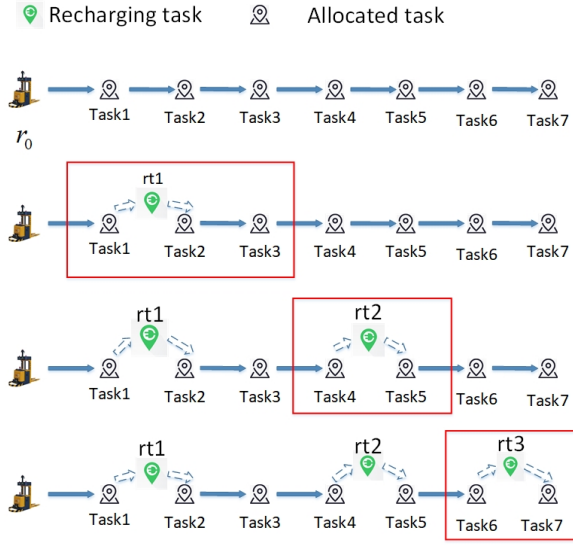 Recharging task Allocated task
Task1 Task2 Task3 Task4 Task5 Task6 Task7
r0
rt1
Task1 Task2 Task3 Task4 Task5 Task6 Task7
rt1 rt2
Task1 Task2 Task3 Task4 Task5 Task6 Task7
rt1 rt2 rt3
Task1 Task2 Task3 Task4 Task5 Task6 Task7